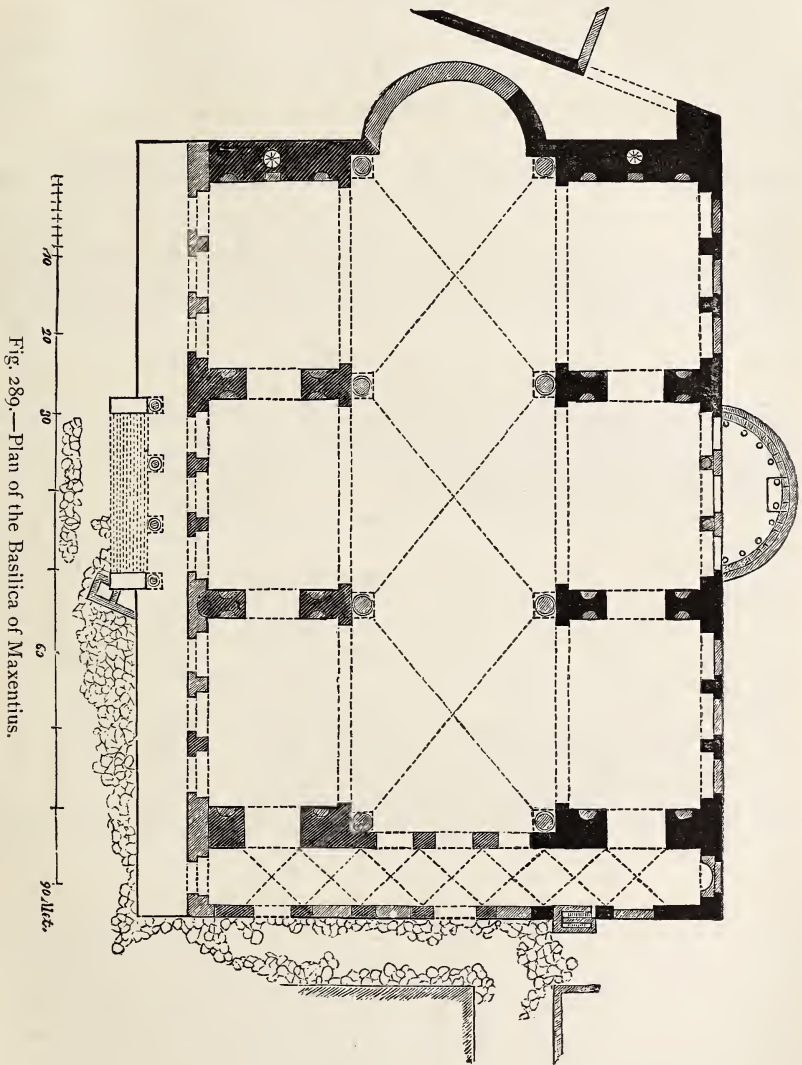 10 20 30 60 90 Met.
Fig. 289.—Plan of the Basilica of Maxentius.